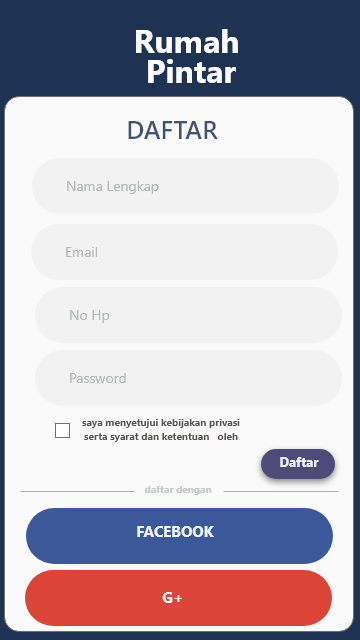 Rumah
Pintar
DAFTAR
Nama Lengkap
Email
No Hp
Password
saya menyetujui kebijakan privasi
serta syarat dan ketentuan oleh
Daftar
daftar dengan
FACEBOOK
G+